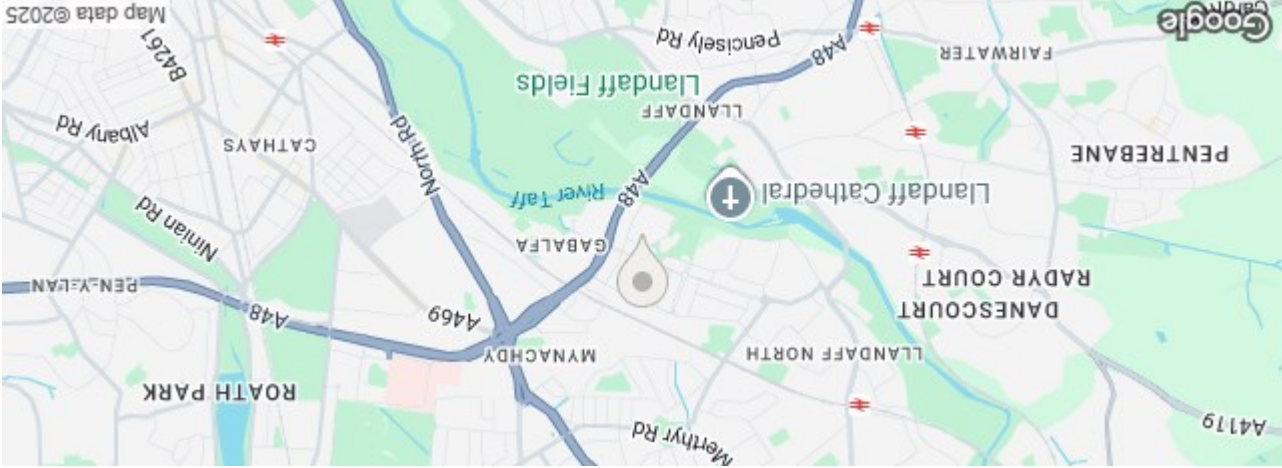 A4119
Merthyr Rd
ROATH PARK
LLANDAFF NORTH
MYNACHDY
DANESCOURT
RADYR COURT
A469
A48
PEN-Y-LAN
GABALFA
Ninian Rd
Llandaff Cathedral
A48
River Taff
PENTREBANE
North Rd
CATHAYS
Albany Rd
LLANDAFF
Llandaff Fields
FAIRWATER
A48
Pencisely Rd
B4261
Google
Map data ©2025